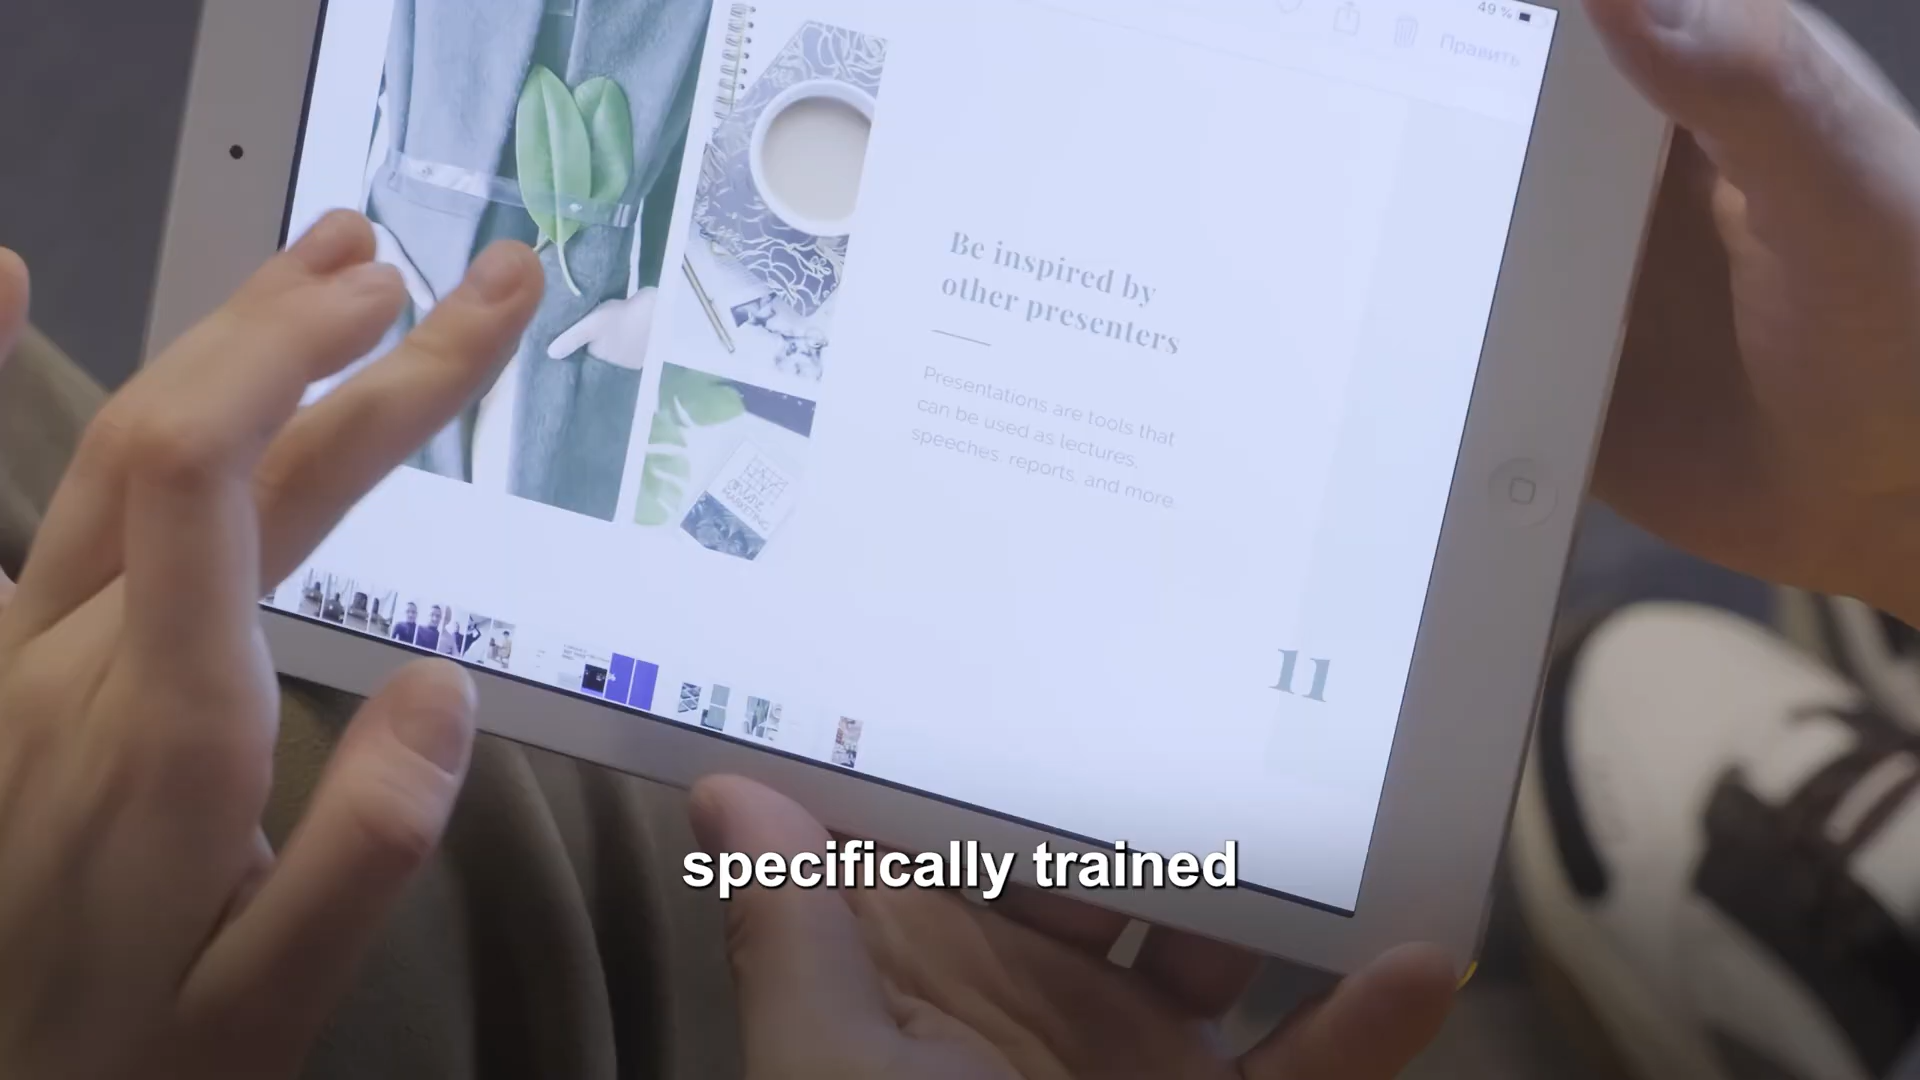 49 %
Править
Be inspired by
other presenters
Presentations are tools that
can be used as lectures,
speeches, reports, and more.
11
specifically trained